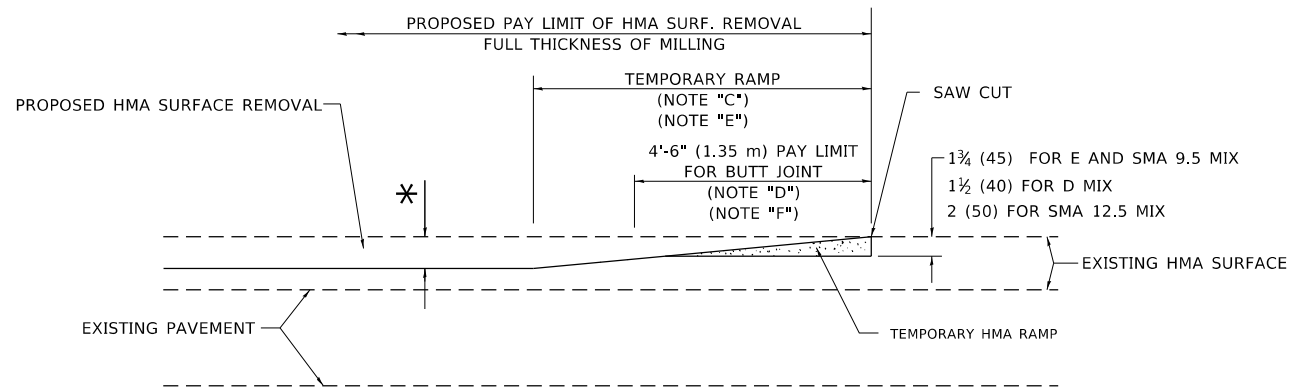 PROPOSED PAY LIMIT OF HMA SURF. REMOVAL
FULL THICKNESS OF MILLING
TEMPORARY RAMP
(NOTE "C")
(NOTE "E")
PROPOSED HMA SURFACE REMOVAL
SAW CUT
4'-6" (1.35 m) PAY LIMIT
FOR BUTT JOINT
(NOTE "D")
(NOTE "F")
1¾ (45) FOR E AND SMA 9.5 MIX
1½ (40) FOR D MIX
2 (50) FOR SMA 12.5 MIX
*
EXISTING HMA SURFACE
EXISTING PAVEMENT
TEMPORARY HMA RAMP